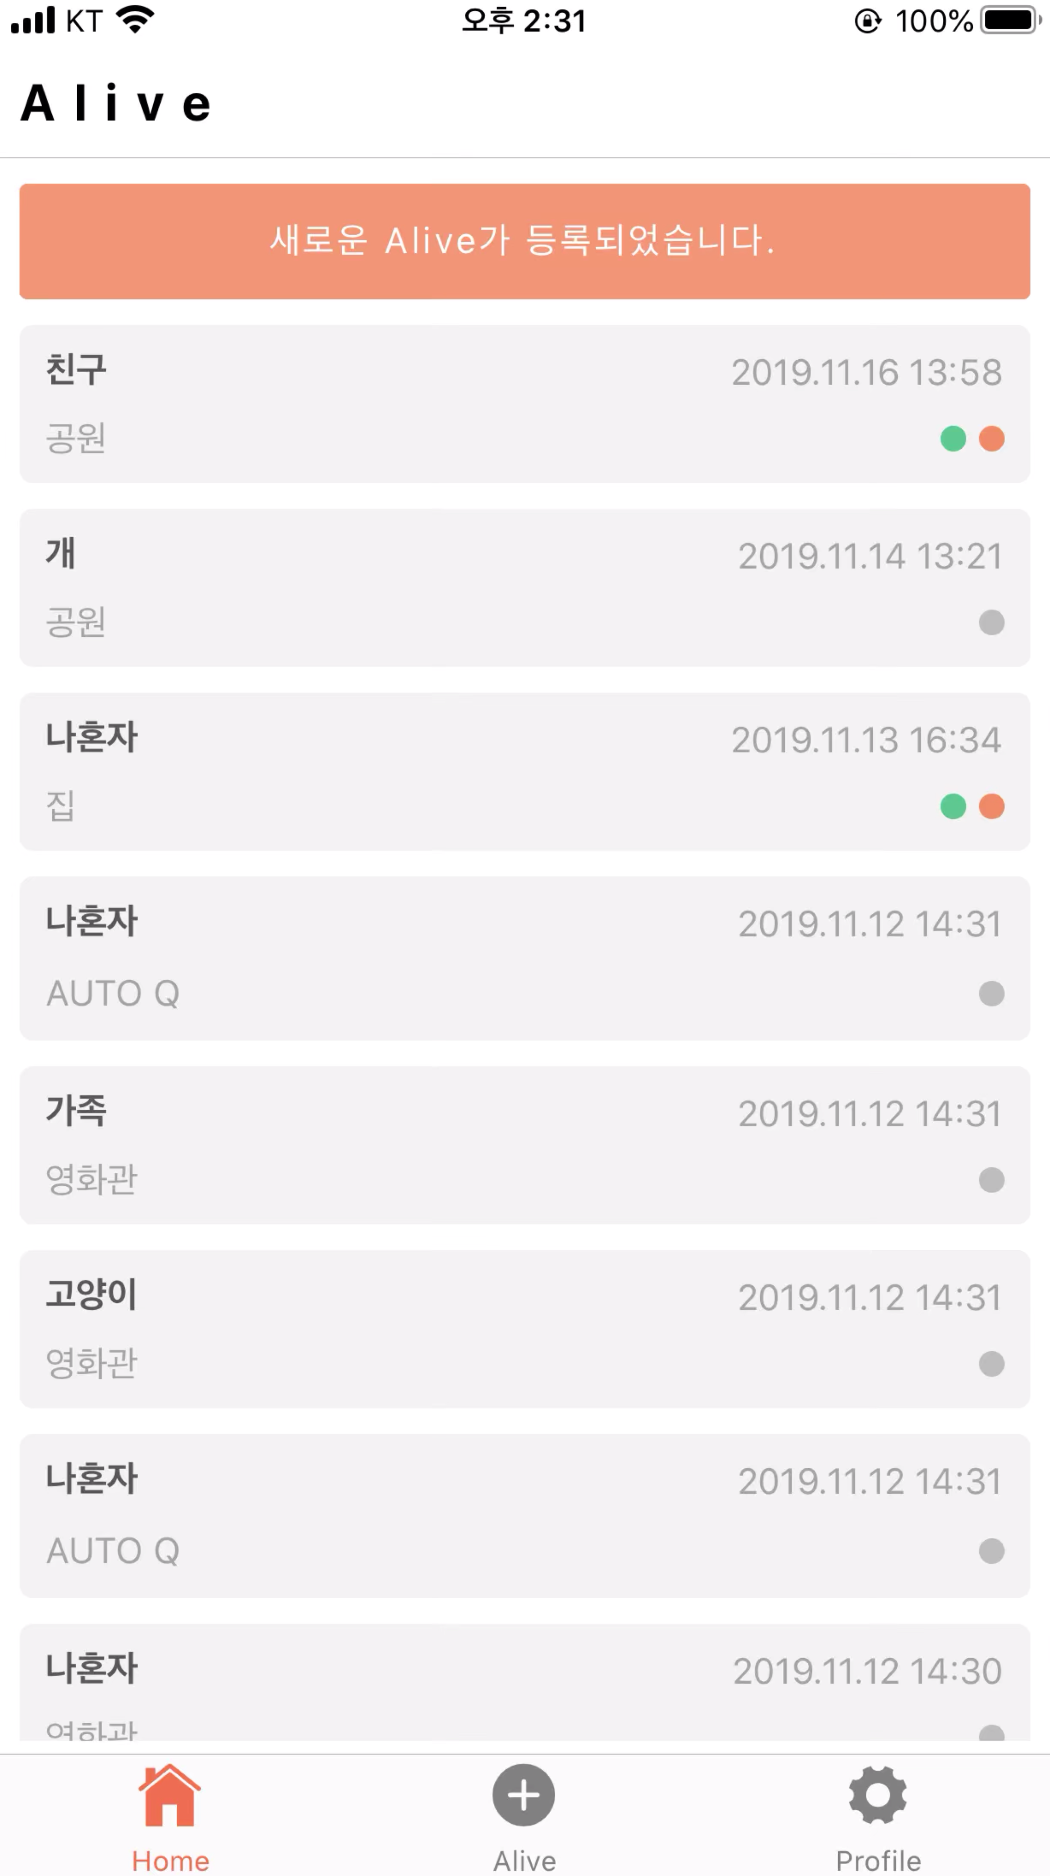 KT 오후 2:31 100%
Alive
새로운 Alive가 등록되었습니다.
친구 2019.11.16 13:58
공원
개 2019.11.14 13:21
공원
나혼자 2019.11.13 16:34
집
나혼자 2019.11.12 14:31
AUTO Q
가족 2019.11.12 14:31
영화관
고양이 2019.11.12 14:31
영화관
나혼자 2019.11.12 14:31
AUTO Q
나혼자 2019.11.12 14:30
영화관
Home Alive Profile